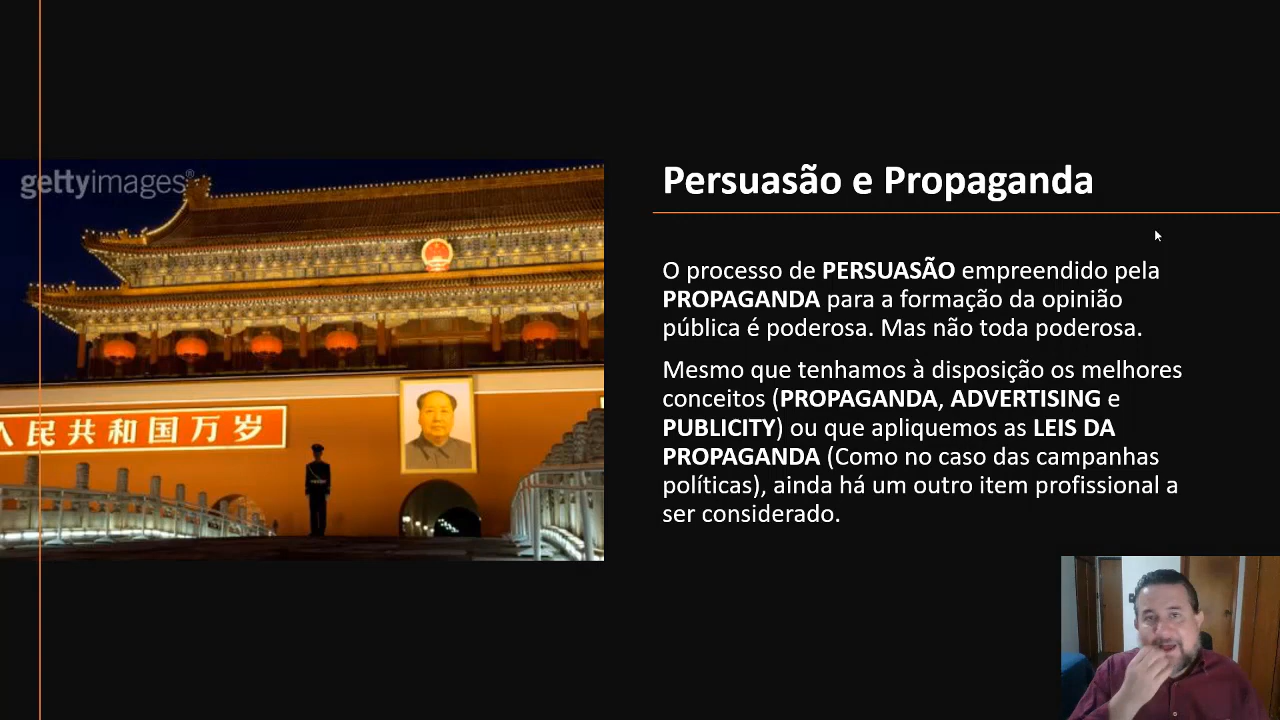 gettyimages®
人民共和国万岁
Persuasão e Propaganda
O processo de PERSUASÃO empreendido pela
PROPAGANDA para a formação da opinião
pública é poderosa. Mas não toda poderosa.
Mesmo que tenhamos à disposição os melhores
conceitos (PROPAGANDA, ADVERTISING e
PUBLICITY) ou que apliquemos as LEIS DA
PROPAGANDA (Como no caso das campanhas
políticas), ainda há um outro item profissional a
ser considerado.